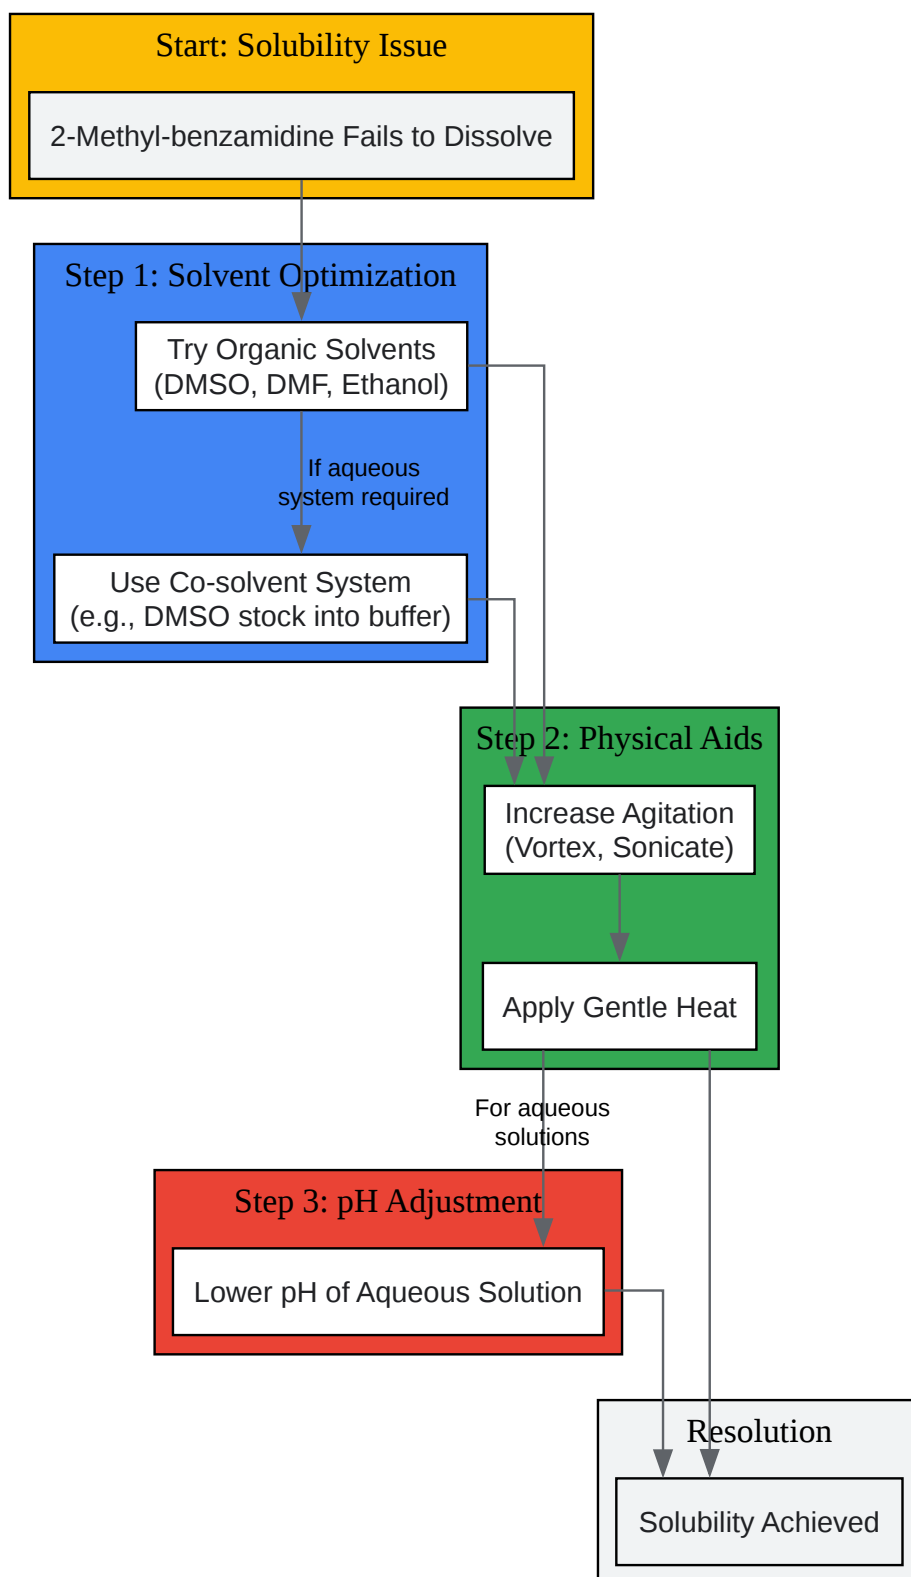 Start: Solubility Issue
2-Methyl-benzamidine Fails to Dissolve
Step 1: Solvent Optimization
Try Organic Solvents
(DMSO, DMF, Ethanol)
If aqueous
system required
Use Co-solvent System
(e.g., DMSO stock into buffer)
Step 2: Physical Aids
Increase Agitation
(Vortex, Sonicate)
Apply Gentle Heat
For aqueous
solutions
Step 3: pH Adjustment
Lower pH of Aqueous Solution
Resolution
Solubility Achieved